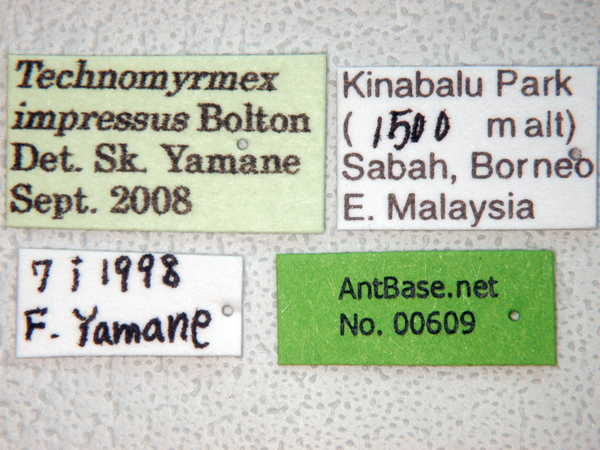 Technomyrmex
impressus Bolton
Det. Sk. Yamane
Sept. 2008
Kinabalu Park
( 1500 m alt)
Sabah, Borneo
E. Malaysia
7 i 1998
F. Yamane
AntBase.net
No. 00609